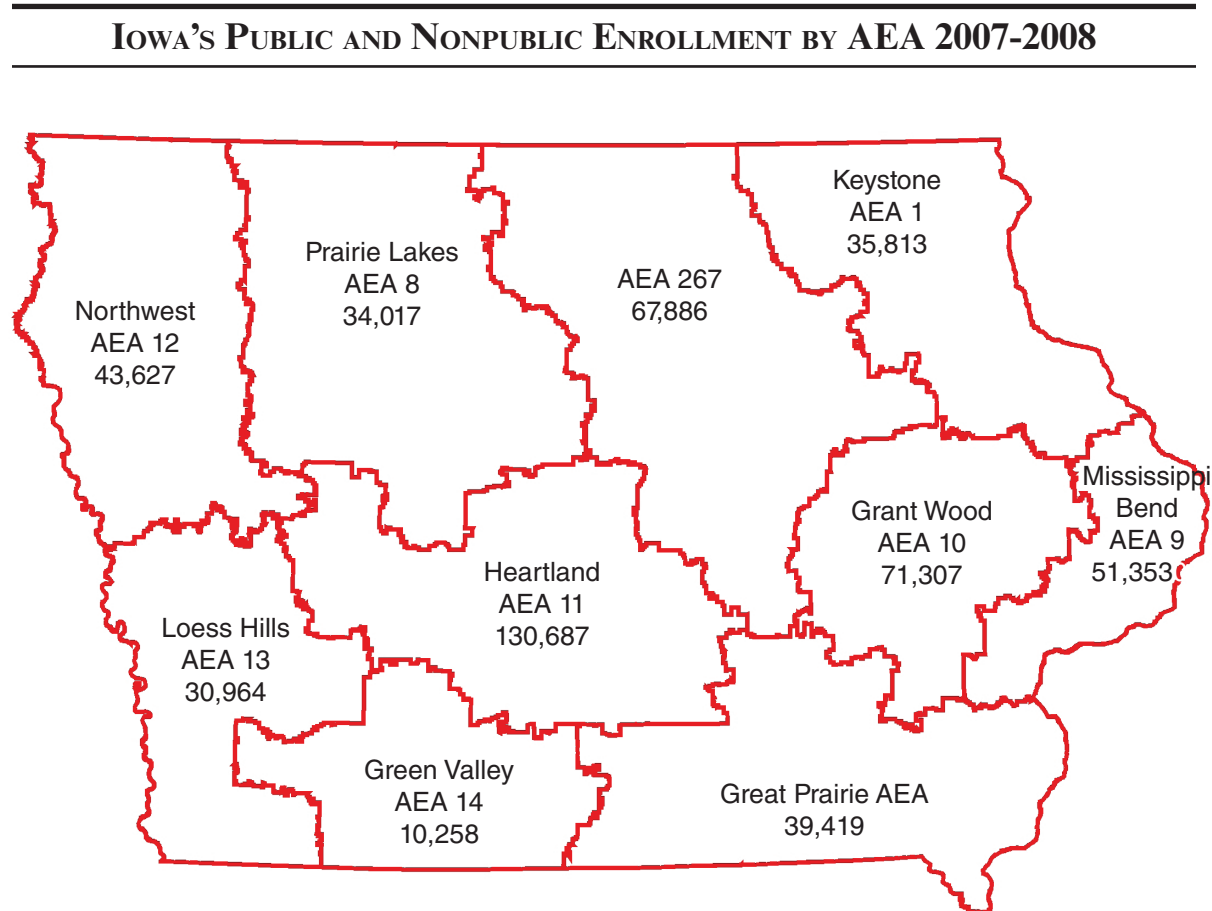 IOWA'S PUBLIC AND NONPUBLIC ENROLLMENT BY AEA 2007-2008
Keystone
AEA 1
35,813
Prairie Lakes
AEA 8
34,017
AEA 267
67,886
Northwest
AEA 12
43,627
Mississippi
Bend
AEA 9
51,353
Grant Wood
AEA 10
71,307
Heartland
AEA 11
130,687
Loess Hills
AEA 13
30,964
Green Valley
AEA 14
10,258
Great Prairie AEA
39,419